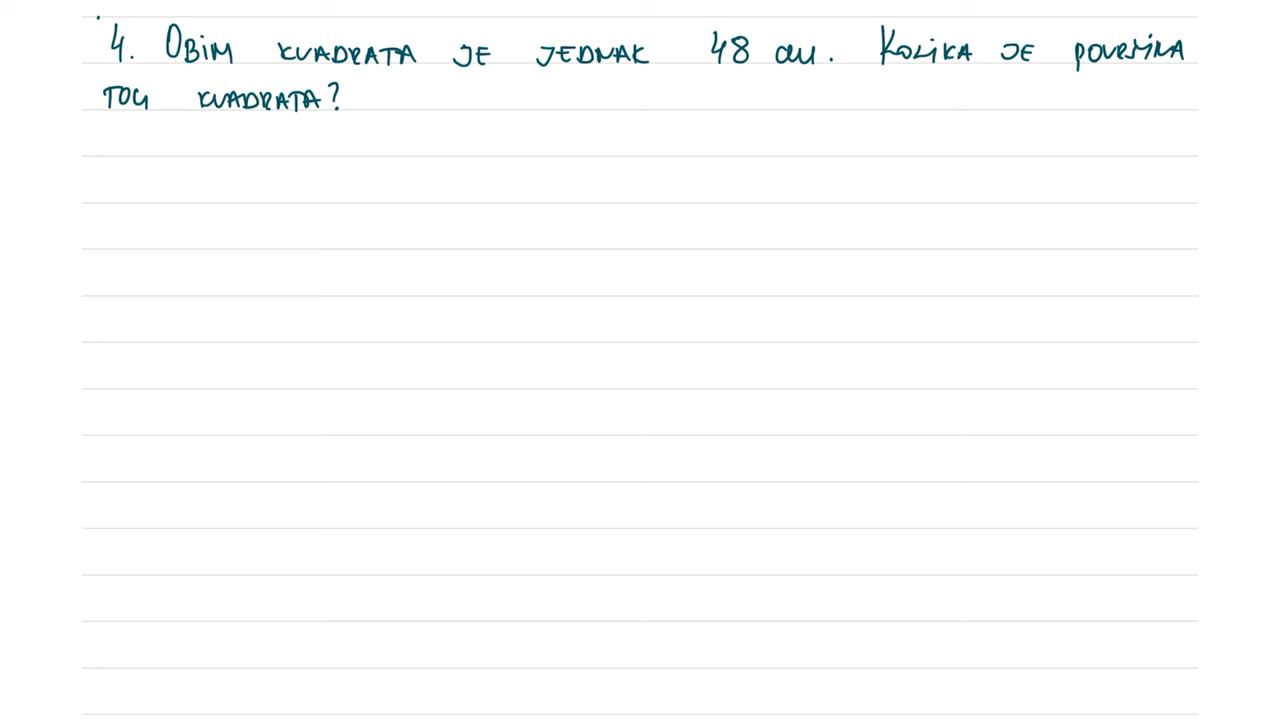 4. Obim kvadrata je jednak 48 cm. Kolika je površina
tog kvadrata?